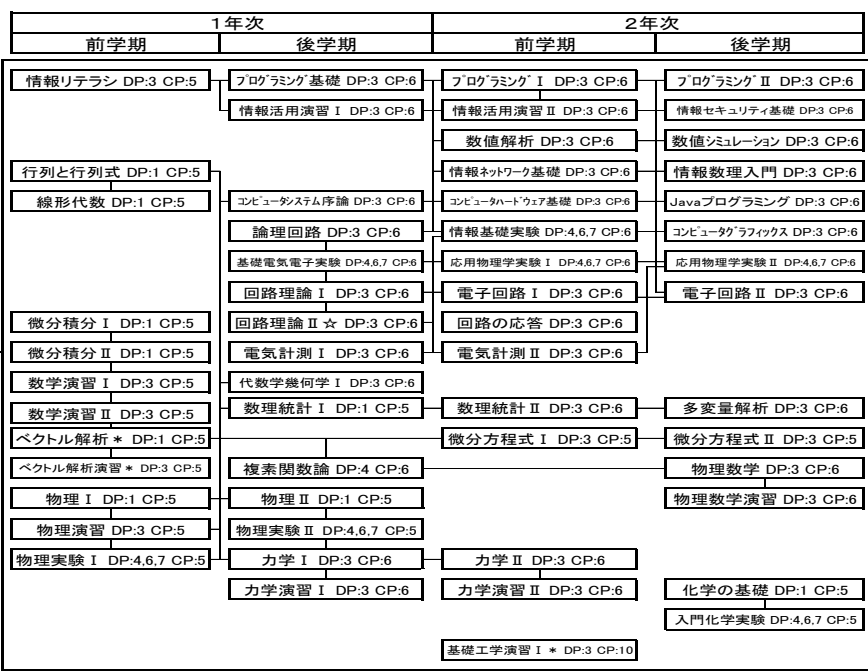 1年次 2年次
前学期 後学期 前学期 後学期
情報リテラシ DP:3 CP:5 プログラミング基礎 DP:3 CP:6 プログラミングⅠ DP:3 CP:6 プログラミングⅡ DP:3 CP:6
情報活用演習Ⅰ DP:3 CP:6 情報活用演習Ⅱ DP:3 CP:6 情報セキュリティ基礎 DP:3 CP:6
数値解析 DP:3 CP:6 数値シミュレーション DP:3 CP:6
行列と行列式 DP:1 CP:5 情報ネットワーク基礎 DP:3 CP:6 情報数理入門 DP:3 CP:6
線形代数 DP:1 CP:5 コンピュータシステム序論 DP:3 CP:6 コンピュータハードウェア基礎 DP:3 CP:6 Javaプログラミング DP:3 CP:6
論理回路 DP:3 CP:6 情報基礎実験 DP:4,6,7 CP:6 コンピュータグラフィックス DP:3 CP:6
基礎電気電子実験 DP:4,6,7 CP:6 応用物理学実験Ⅰ DP:4,6,7 CP:6 応用物理学実験Ⅱ DP:4,6,7 CP:6
回路理論Ⅰ DP:3 CP:6 電子回路Ⅰ DP:3 CP:6 電子回路Ⅱ DP:3 CP:6
微分積分Ⅰ DP:1 CP:5 回路理論Ⅱ☆ DP:3 CP:6 回路の応答 DP:3 CP:6
微分積分Ⅱ DP:1 CP:5 電気計測Ⅰ DP:3 CP:6 電気計測Ⅱ DP:3 CP:6
数学演習Ⅰ DP:3 CP:5 代数学幾何学Ⅰ DP:3 CP:6
数学演習Ⅱ DP:3 CP:5 数理統計Ⅰ DP:1 CP:5 数理統計Ⅱ DP:3 CP:6 多変量解析 DP:3 CP:6
ベクトル解析* DP:1 CP:5 微分方程式Ⅰ DP:3 CP:5 微分方程式Ⅱ DP:3 CP:5
ベクトル解析演習* DP:3 CP:5 複素関数論 DP:4 CP:6 物理数学 DP:3 CP:6
物理Ⅰ DP:1 CP:5 物理Ⅱ DP:1 CP:5 物理数学演習 DP:3 CP:6
物理演習 DP:3 CP:5 物理実験Ⅱ DP:4,6,7 CP:5
物理実験Ⅰ DP:4,6,7 CP:5 力学Ⅰ DP:3 CP:6 力学Ⅱ DP:3 CP:6
力学演習Ⅰ DP:3 CP:6 力学演習Ⅱ DP:3 CP:6 化学の基礎 DP:1 CP:5
入門化学実験 DP:4,6,7 CP:5
基礎工学演習Ⅰ* DP:3 CP:10